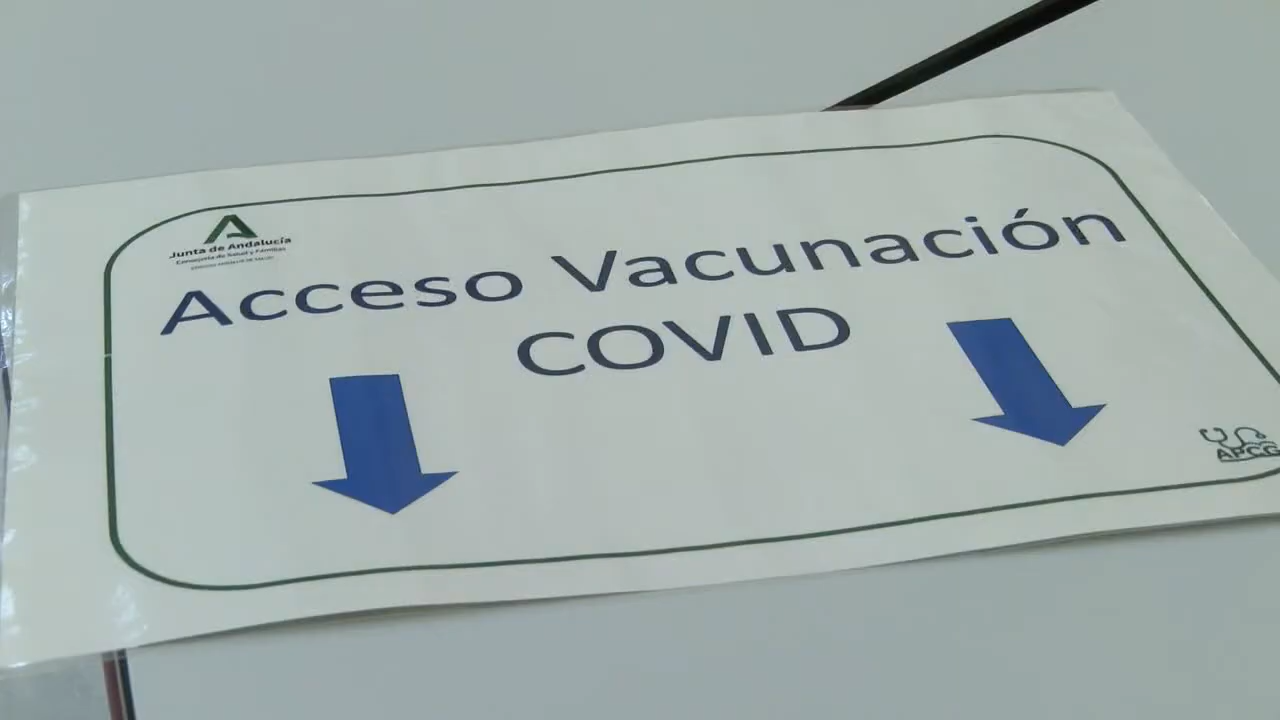 Junta de Andalucía
Consejería de Salud y Familias
Acceso Vacunación
COVID
APCG